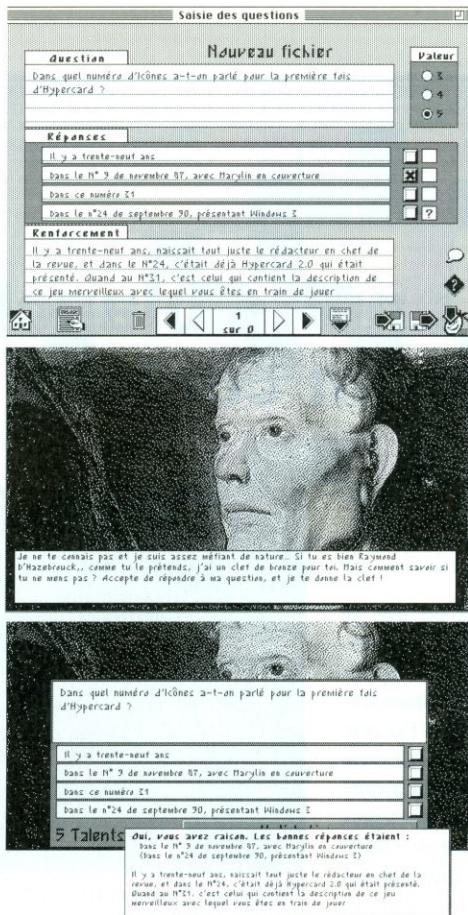 Saisie des questions
Question
Nouveau fichier
Valeur
Dans quel numéro d'Icônes a-t-on parlé pour la première fois
d'Hypercard ?
3
4
5
Réponses
Il y a trente-neuf ans
Dans le N° 9 de novembre 87, avec Marylin en couverture
Dans ce numéro 31
Dans le n°24 de septembre 90, présentant Windows 3
?
Renforcement
Il y a trente-neuf ans, naissait tout juste le rédacteur en chef de
la revue, et dans le N°24, c'était déjà Hypercard 2.0 qui était
présenté. Quand au N°31, c'est celui qui contient la description de
ce jeu merveilleux avec lequel vous êtes en train de jouer
?
1
sur 0
Je ne te connais pas et je suis assez méfiant de nature... Si tu es bien Raymond
D'Hazebrouck,, comme tu le prétends, j'ai un clef de bronze pour toi. Mais comment savoir si
tu ne mens pas ? Accepte de répondre à ma question, et je te donne la clef !
Dans quel numéro d'Icônes a-t-on parlé pour la première fois
d'Hypercard ?
Il y a trente-neuf ans
Dans le N° 9 de novembre 87, avec Marylin en couverture
Dans ce numéro 31
Dans le n°24 de septembre 90, présentant Windows 3
5 Talents
Oui, vous avez raison. Les bonnes réponses étaient :
Dans le N° 9 de novembre 87, avec Marylin en couverture
(Dans le n°24 de septembre 90, présentant Windows 3)
Il y a trente-neuf ans, naissait tout juste le rédacteur en chef de la
revue, et dans le N°24, c'était déjà Hypercard 2.0 qui était présenté.
Quand au N°31, c'est celui qui contient la description de ce jeu
merveilleux avec lequel vous êtes en train de jouer